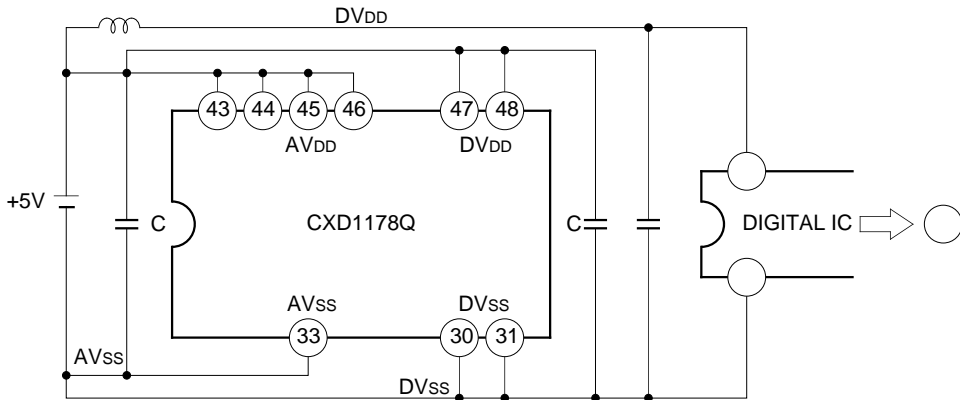 DVDD
43 44 45 46 47 48
AVDD DVDD
+5V C CXD1178Q C DIGITAL IC
AVSS DVSS
33 30 31
AVSS
DVSS